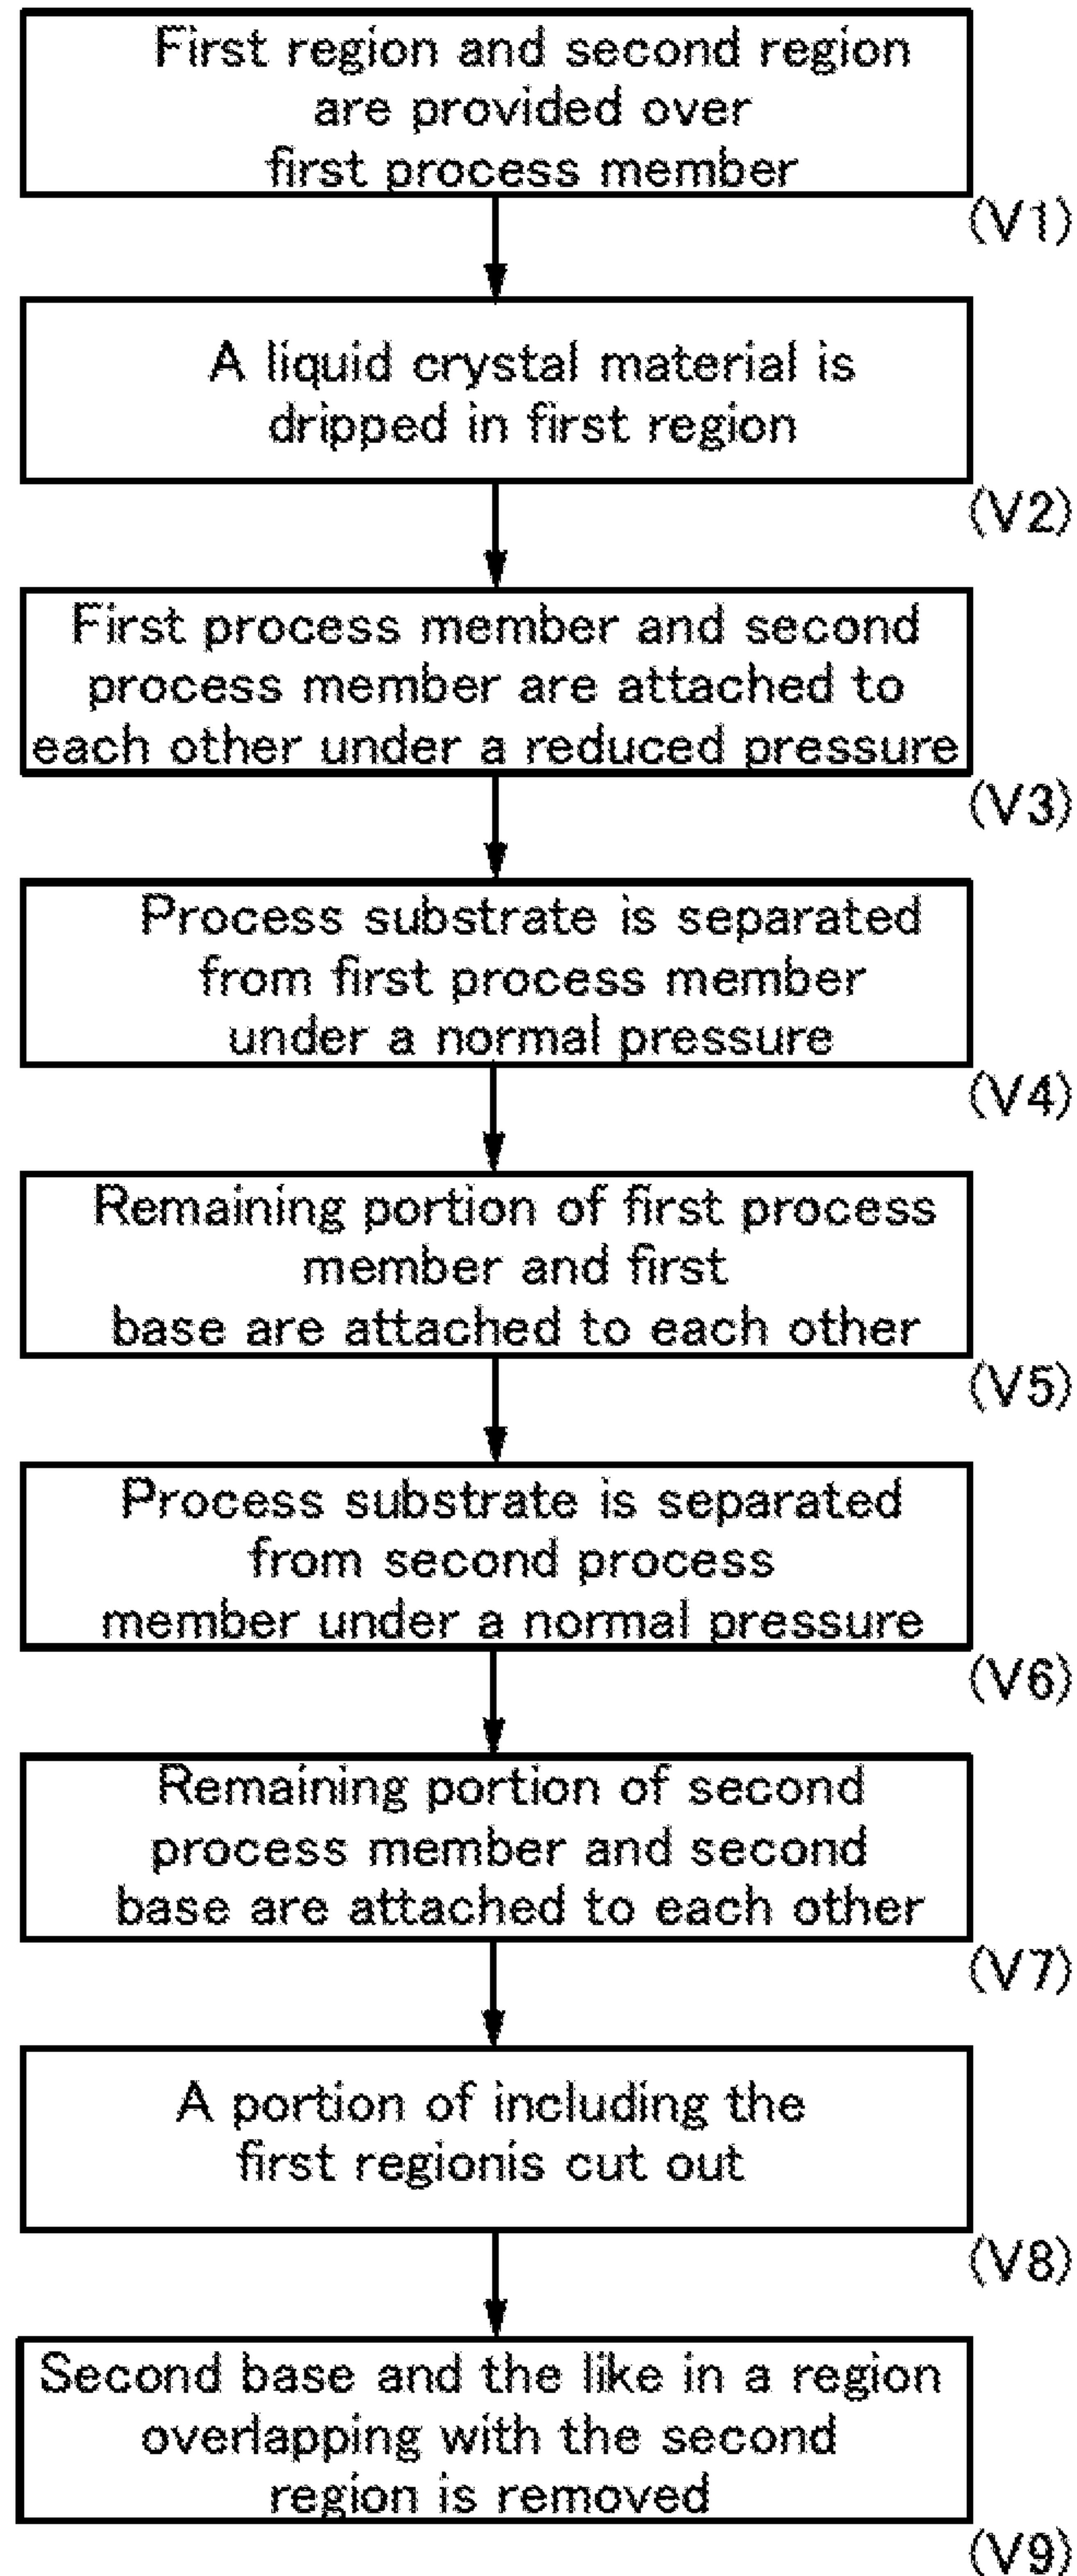 First region and second region
are provided over
first process member
(V1)
A liquid crystal material is
dripped in first region
(V2)
First process member and second
process member are attached to
each other under a reduced pressure
(V3)
Process substrate is separated
from first process member
under a normal pressure
(V4)
Remaining portion of first process
member and first
base are attached to each other
(V5)
Process substrate is separated
from second process
member under a normal pressure
(V6)
Remaining portion of second
process member and second
base are attached to each other
(V7)
A portion of including the
first regionis cut out
(V8)
Second base and the like in a region
overlapping with the second
region is removed
(V9)